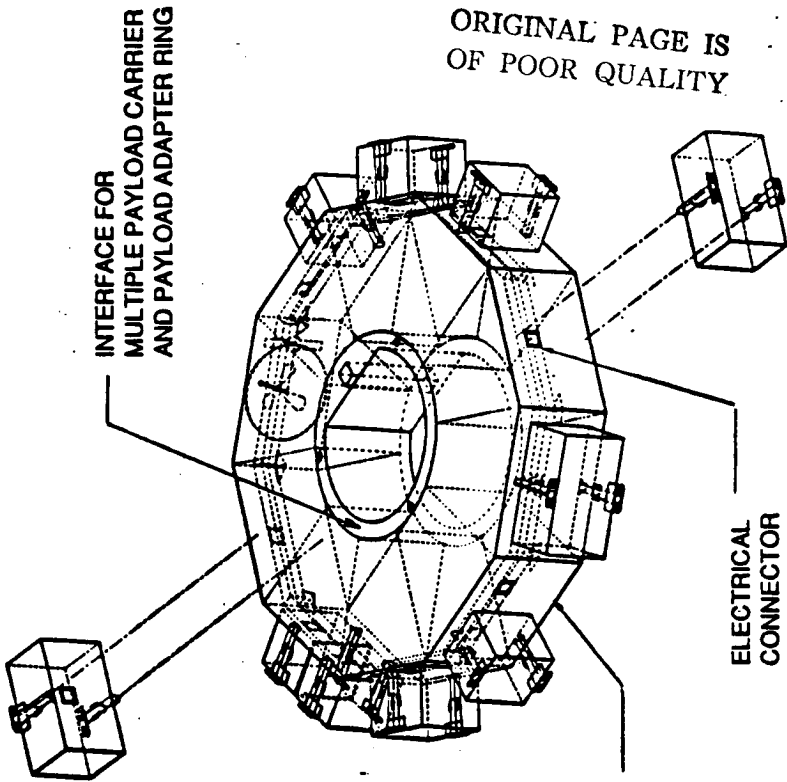 ORIGINAL PAGE IS
OF POOR QUALITY
INTERFACE FOR
MULTIPLE PAYLOAD CARRIER
AND PAYLOAD ADAPTER RING
ELECTRICAL
CONNECTOR